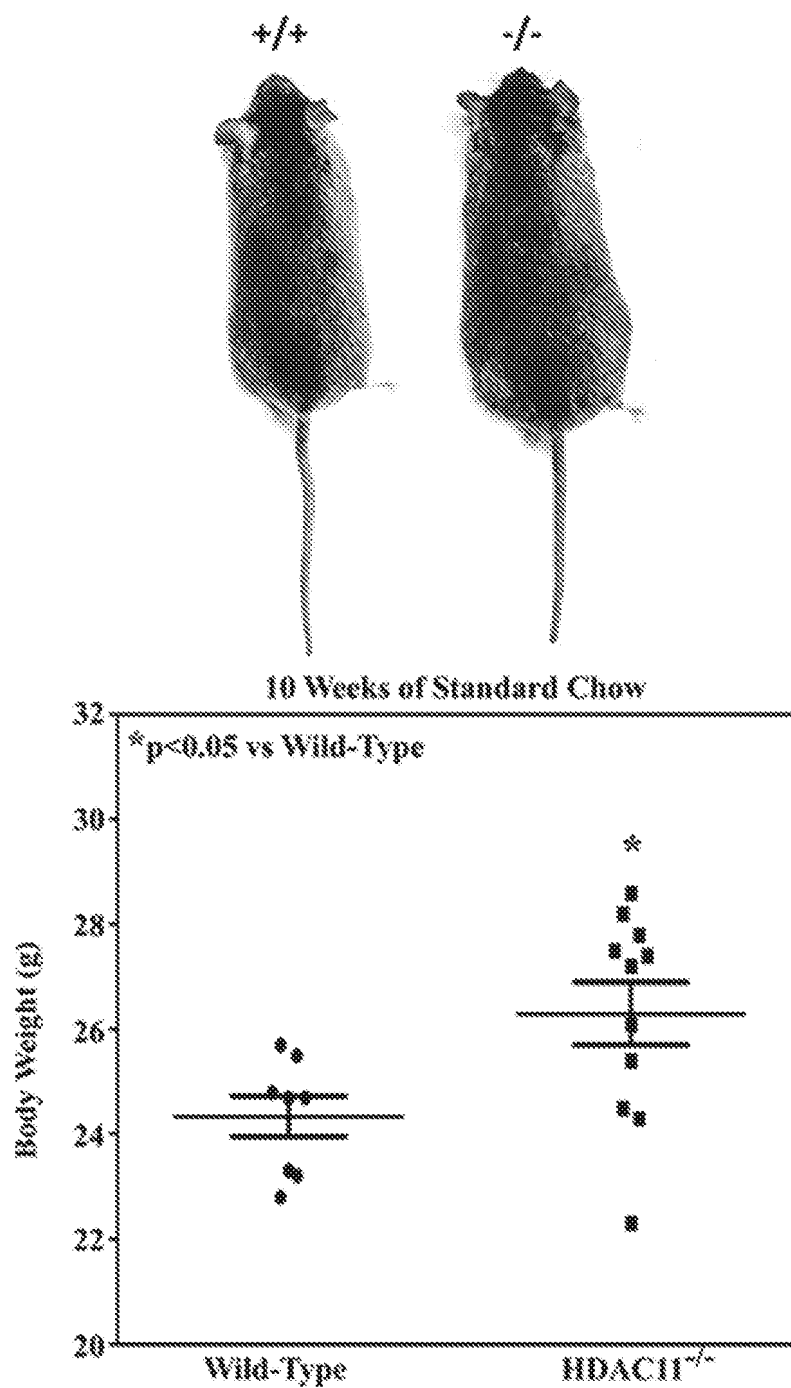 +/+ -/-
10 Weeks of Standard Chow
32
*p<0.05 vs Wild-Type
30
*
28
26
24
22
20
Body Weight (g)
Wild-Type HDAC11-/-